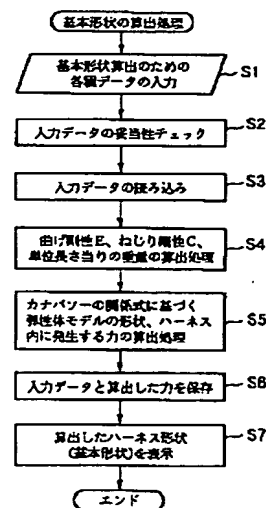 基本形状の算出処理
基本形状算出のための
各種データの入力
S1
入力データの妥当性チェック
S2
入力データの読み込み
S3
曲げ剛性E、ねじり剛性C、
単位長さ当りの重量の算出処理
S4
カナバソーの関係式に基づく
弾性体モデルの形状、ハーネス
内に発生する力の算出処理
S5
入力データと算出した力を保存
S6
算出したハーネス形状
(基本形状)を表示
S7
エンド